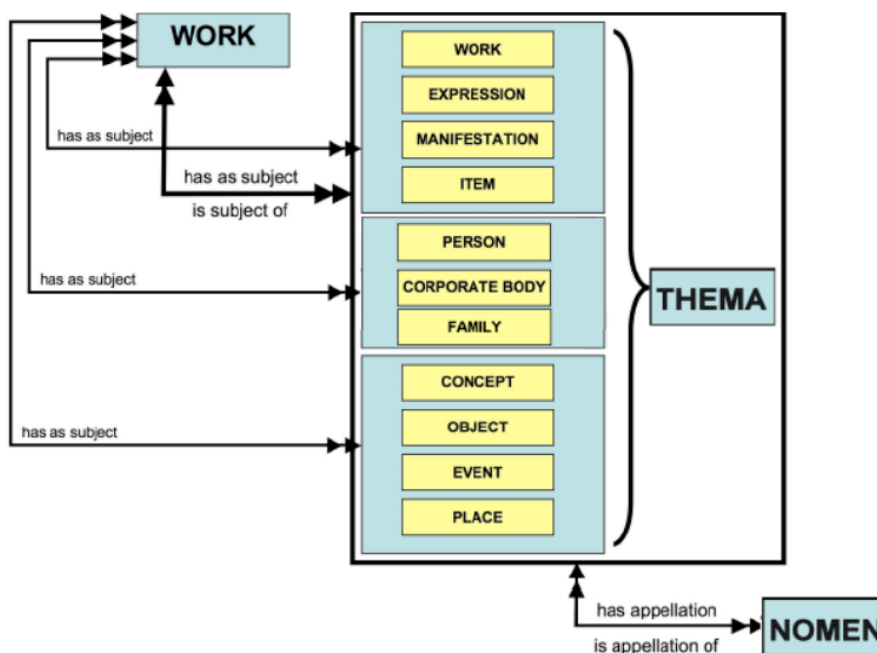 WORK
WORK
EXPRESSION
MANIFESTATION
ITEM
has as subject
has as subject
is subject of
PERSON
CORPORATE BODY
FAMILY
has as subject
THEMA
CONCEPT
OBJECT
EVENT
PLACE
has as subject
has appellation
is appellation of
NOMEN